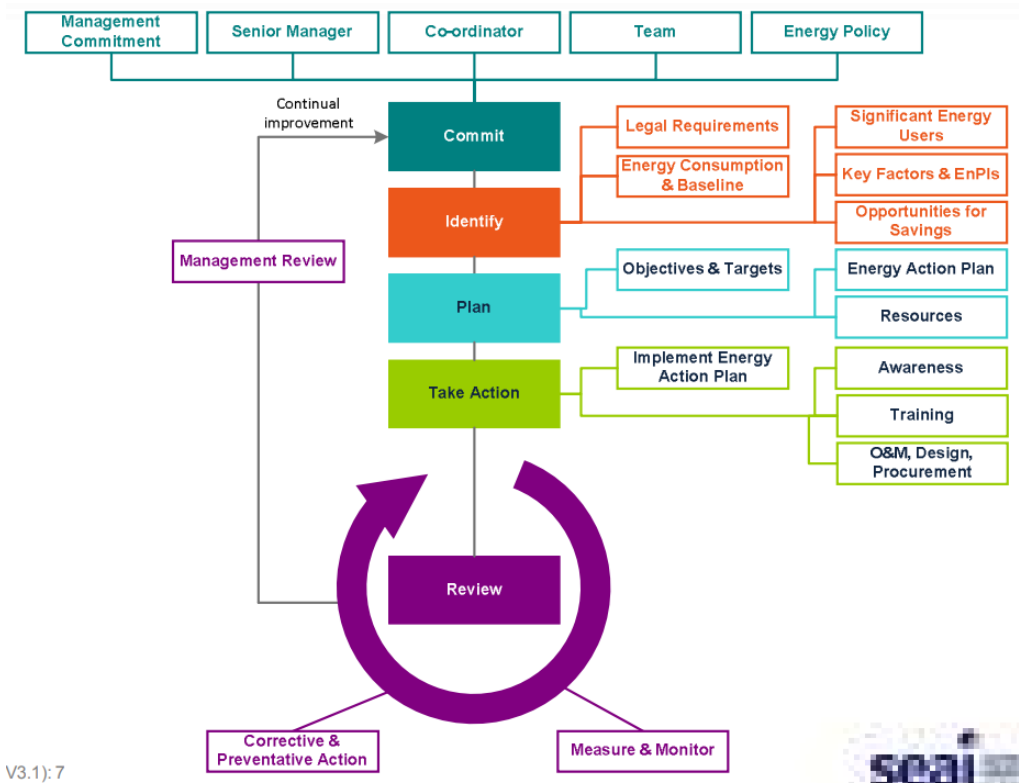 Management
Commitment
Senior Manager
Co-ordinator
Team
Energy Policy
Continual
improvement
Commit
Legal Requirements
Significant Energy
Users
Energy Consumption
& Baseline
Key Factors & EnPIs
Identify
Opportunities for
Savings
Management Review
Objectives & Targets
Energy Action Plan
Plan
Resources
Implement Energy
Action Plan
Awareness
Take Action
Training
O&M, Design,
Procurement
Review
Corrective &
Preventative Action
Measure & Monitor
V3.1): 7
seai